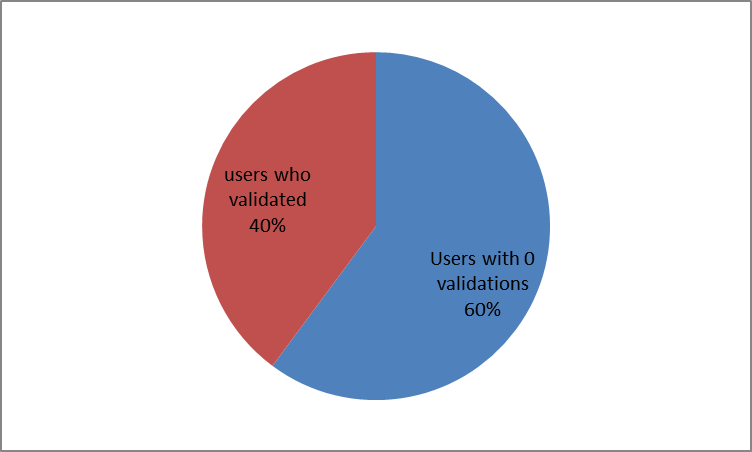 users who
validated
40%
Users with 0
validations
60%